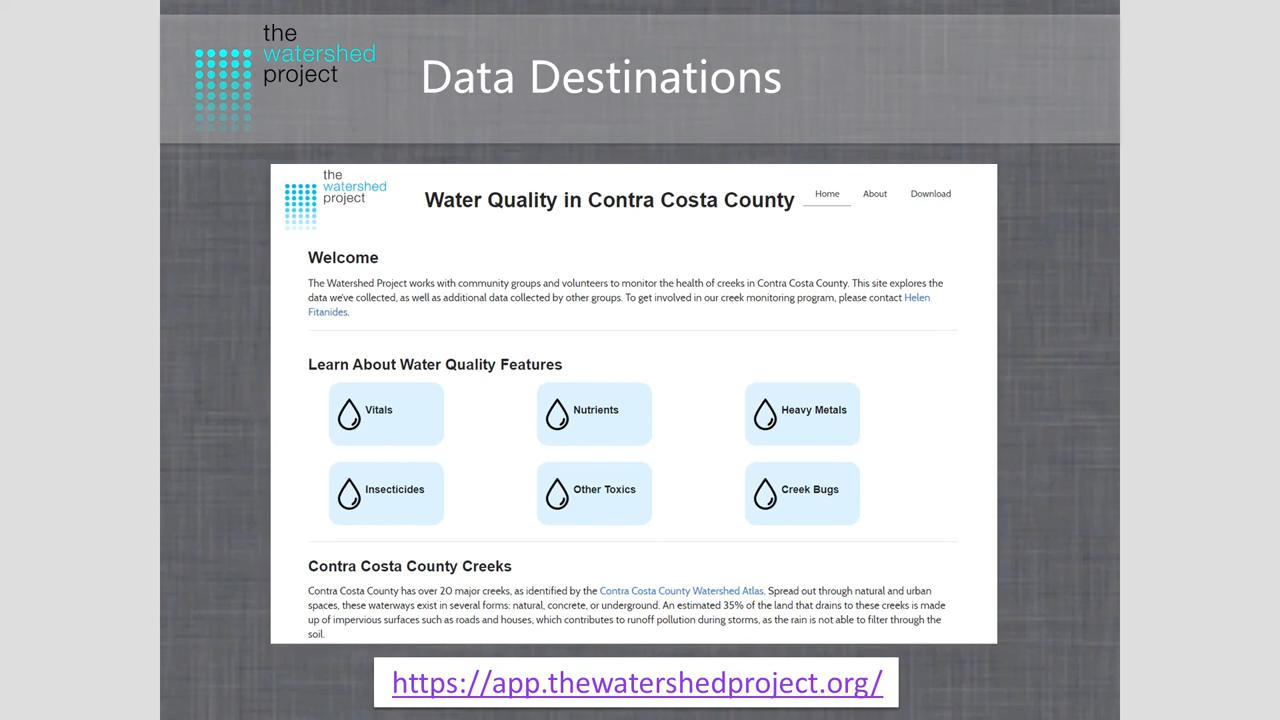 the
watershed
project
Data Destinations
the
watershed
project
Water Quality in Contra Costa County
Home About Download
Welcome
The Watershed Project works with community groups and volunteers to monitor the health of creeks in Contra Costa County. This site explores the
data we've collected, as well as additional data collected by other groups. To get involved in our creek monitoring program, please contact Helen
Fitanides.
Learn About Water Quality Features
Vitals Nutrients Heavy Metals
Insecticides Other Toxics Creek Bugs
Contra Costa County Creeks
Contra Costa County has over 20 major creeks, as identified by the Contra Costa County Watershed Atlas. Spread out through natural and urban
spaces, these waterways exist in several forms: natural, concrete, or underground. An estimated 35% of the land that drains to these creeks is made
up of impervious surfaces such as roads and houses, which contributes to runoff pollution during storms, as the rain is not able to filter through the
soil.
https://app.thewatershedproject.org/